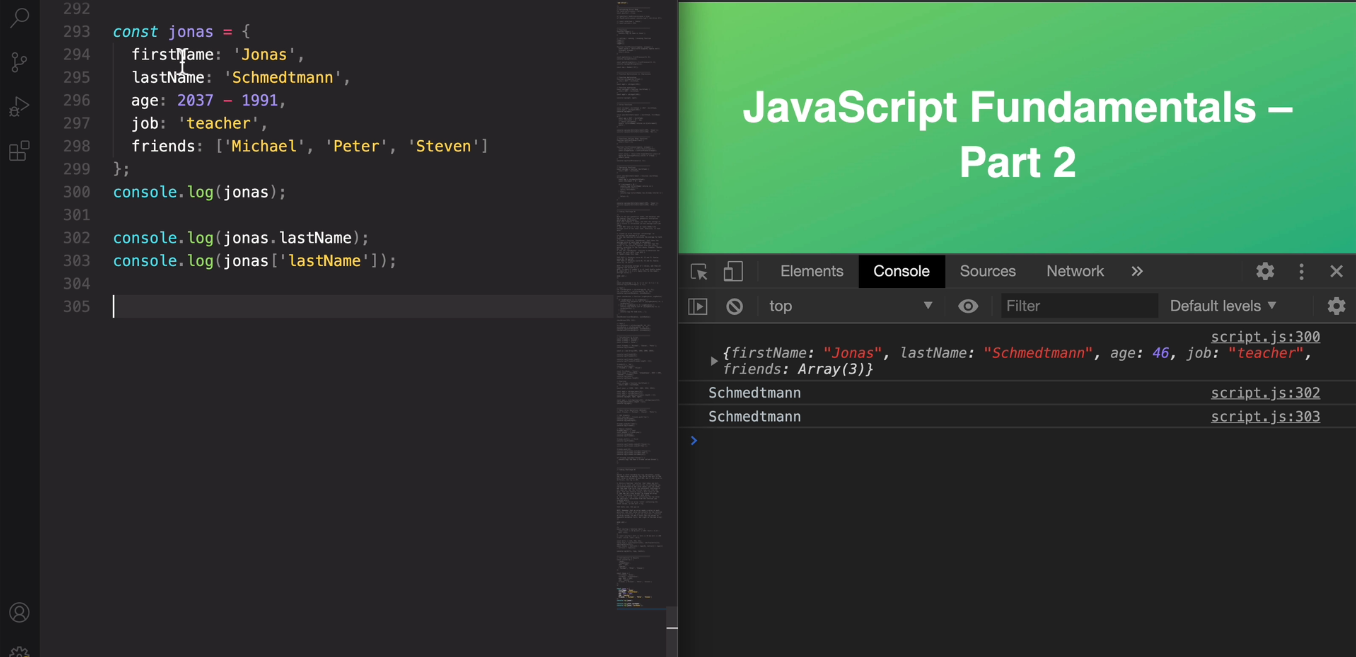 292
293 const jonas = {
294 firstName: 'Jonas',
295 lastName: 'Schmedtmann',
296 age: 2037 – 1991,
297 job: 'teacher',
298 friends: ['Michael', 'Peter', 'Steven']
299 };
300 console.log(jonas);
301
302 console.log(jonas.lastName);
303 console.log(jonas['lastName']);
304
305
JavaScript Fundamentals –
Part 2
Elements Console Sources Network »
top Filter Default levels
script.js:300
{firstName: "Jonas", lastName: "Schmedtmann", age: 46, job: "teacher",
friends: Array(3)}
Schmedtmann script.js:302
Schmedtmann script.js:303